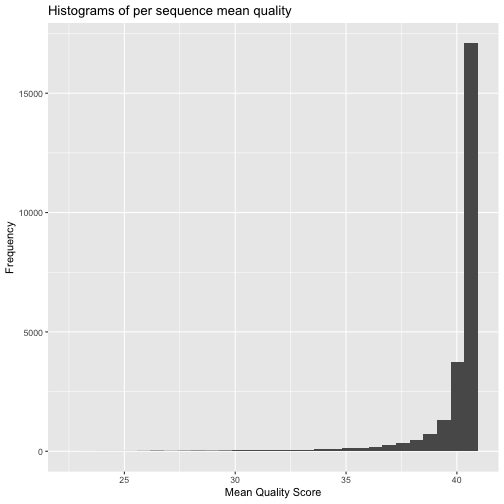 Histograms of per sequence mean quality
15000
10000
5000
0
Frequency
25 30 35 40
Mean Quality Score